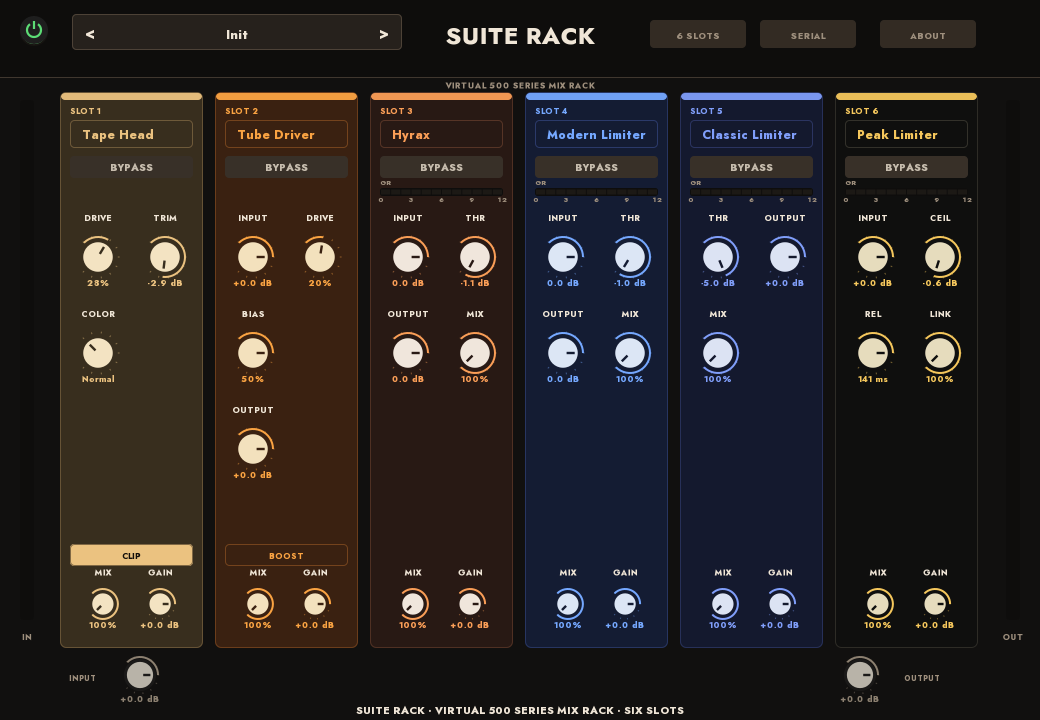 < Init >
SUITE RACK
6 SLOTS SERIAL ABOUT
VIRTUAL 500 SERIES MIX RACK
SLOT 1 SLOT 2 SLOT 3 SLOT 4 SLOT 5 SLOT 6
Tape Head Tube Driver Hyrax Modern Limiter Classic Limiter Peak Limiter
BYPASS BYPASS BYPASS BYPASS BYPASS BYPASS
GR GR GR GR
0 3 6 9 12 0 3 6 9 12 0 3 6 9 12 0 3 6 9 12
DRIVE TRIM INPUT DRIVE INPUT THR INPUT THR THR OUTPUT INPUT CEIL
28% -2.9 dB +0.0 dB 20% 0.0 dB -1.1 dB 0.0 dB -1.0 dB -5.0 dB +0.0 dB +0.0 dB -0.6 dB
COLOR BIAS OUTPUT MIX OUTPUT MIX MIX REL LINK
Normal 50% 0.0 dB 100% 0.0 dB 100% 100% 141 ms 100%
OUTPUT
+0.0 dB
CLIP BOOST
MIX GAIN MIX GAIN MIX GAIN MIX GAIN MIX GAIN MIX GAIN
100% +0.0 dB 100% +0.0 dB 100% +0.0 dB 100% +0.0 dB 100% +0.0 dB 100% +0.0 dB
IN OUT
INPUT OUTPUT
+0.0 dB +0.0 dB
SUITE RACK · VIRTUAL 500 SERIES MIX RACK · SIX SLOTS